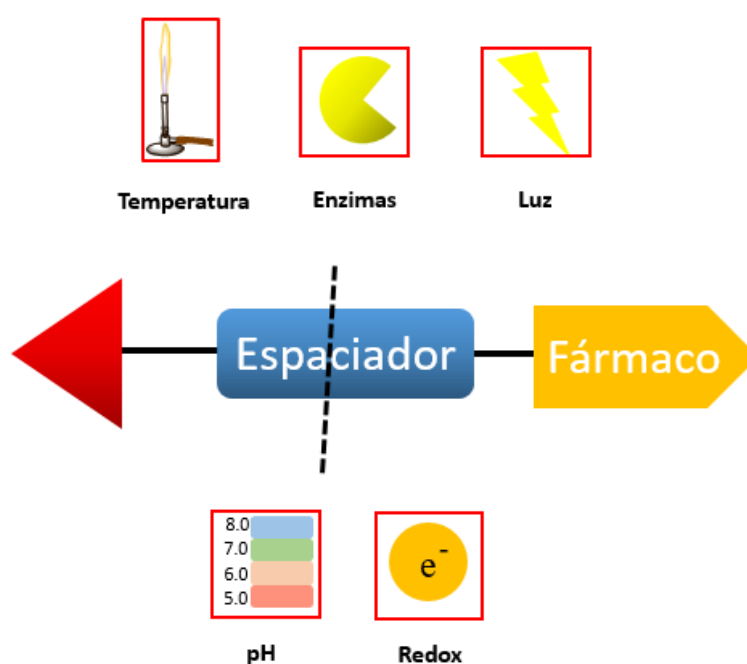 Temperatura Enzimas Luz
Espaciador Fármaco
8.0
7.0
6.0
5.0
e-
pH Redox